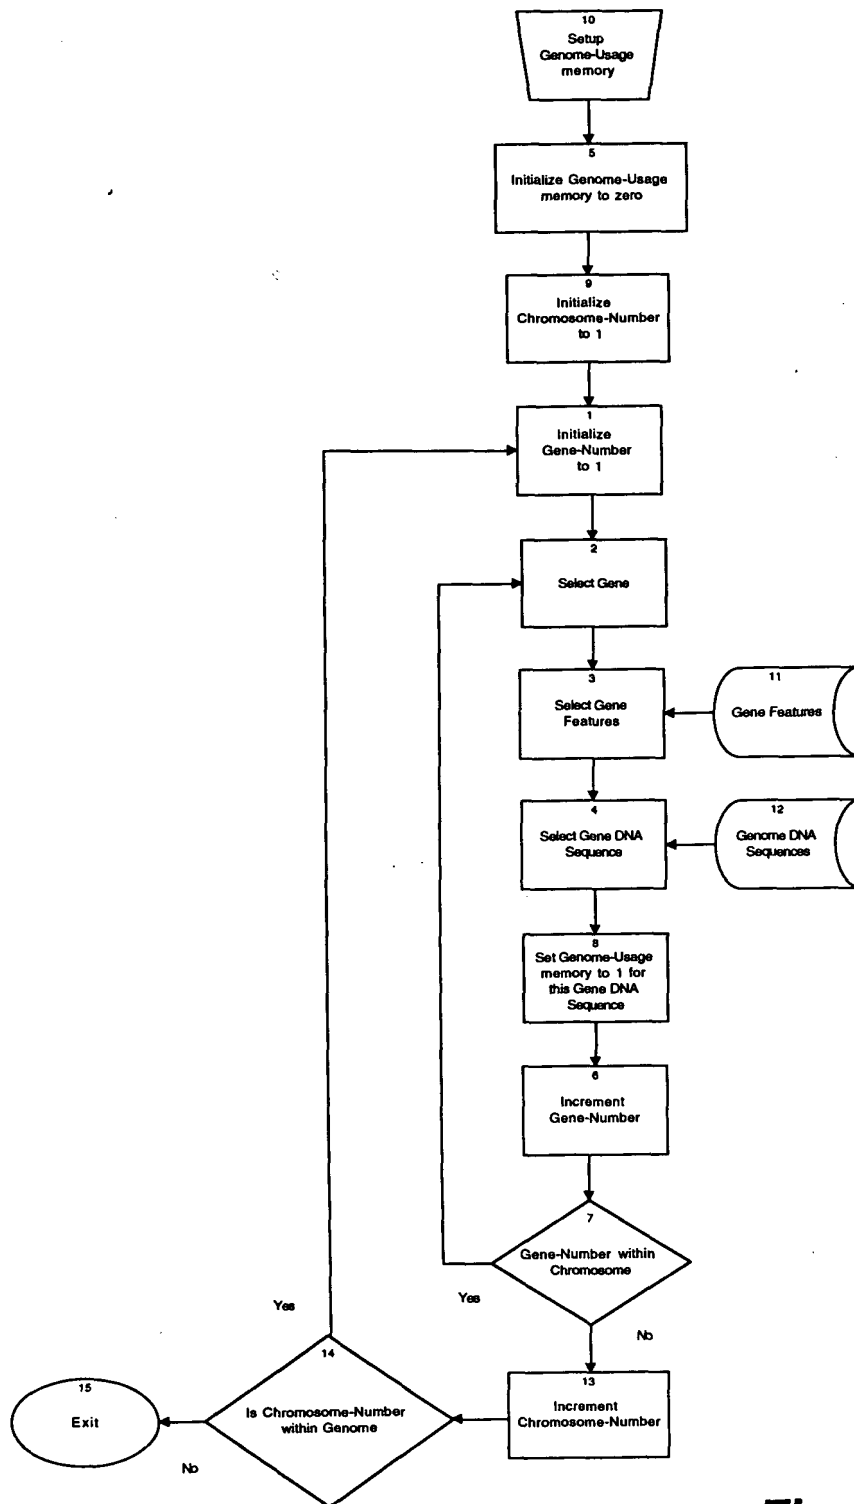 10
Setup
Genome-Usage
memory
5
Initialize Genome-Usage
memory to zero
9
Initialize
Chromosome-Number
to 1
1
Initialize
Gene-Number
to 1
2
Select Gene
3
Select Gene
Features
11
Gene Features
4
Select Gene DNA
Sequence
12
Genome DNA
Sequences
8
Set Genome-Usage
memory to 1 for
this Gene DNA
Sequence
6
Increment
Gene-Number
7
Gene-Number within
Chromosome
Yes
No
13
Increment
Chromosome-Number
Yes
14
Is Chromosome-Number
within Genome
No
15
Exit